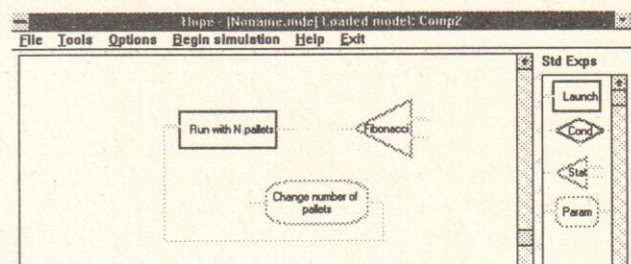 Hope - [Noname.mde] Loaded model: Comp2
File Tools Options Begin simulation Help Exit
Std Exps
Launch
Run with N pallets
Fibonacci
Cond
Stat
Change number of
pallets
Param